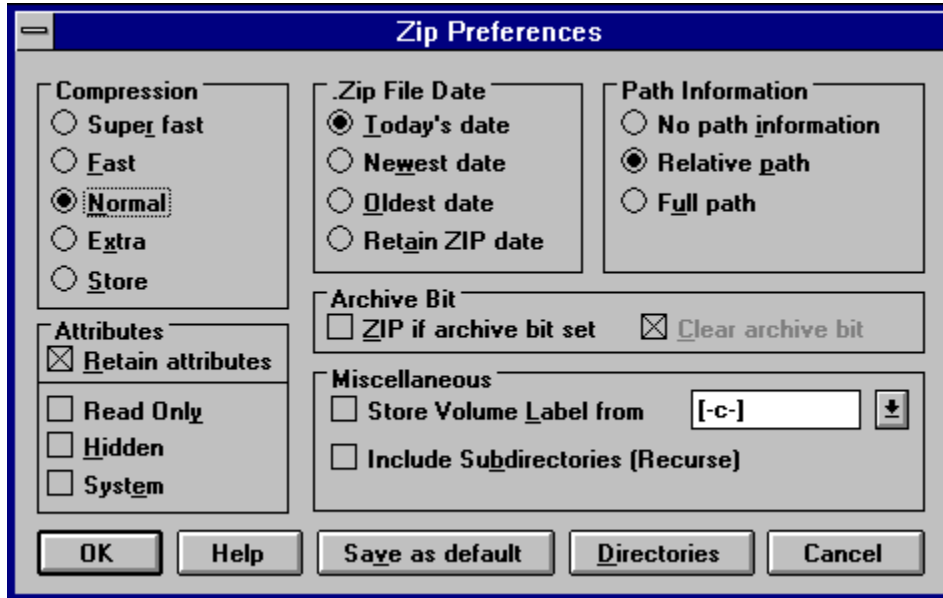 Zip Preferences
Compression
Super fast
Fast
Normal
Extra
Store
.Zip File Date
Today's date
Newest date
Oldest date
Retain ZIP date
Path Information
No path information
Relative path
Full path
Archive Bit
ZIP if archive bit set
Clear archive bit
Attributes
Retain attributes
Read Only
Hidden
System
Miscellaneous
Store Volume Label from
[-c-]
Include Subdirectories (Recurse)
OK
Help
Save as default
Directories
Cancel